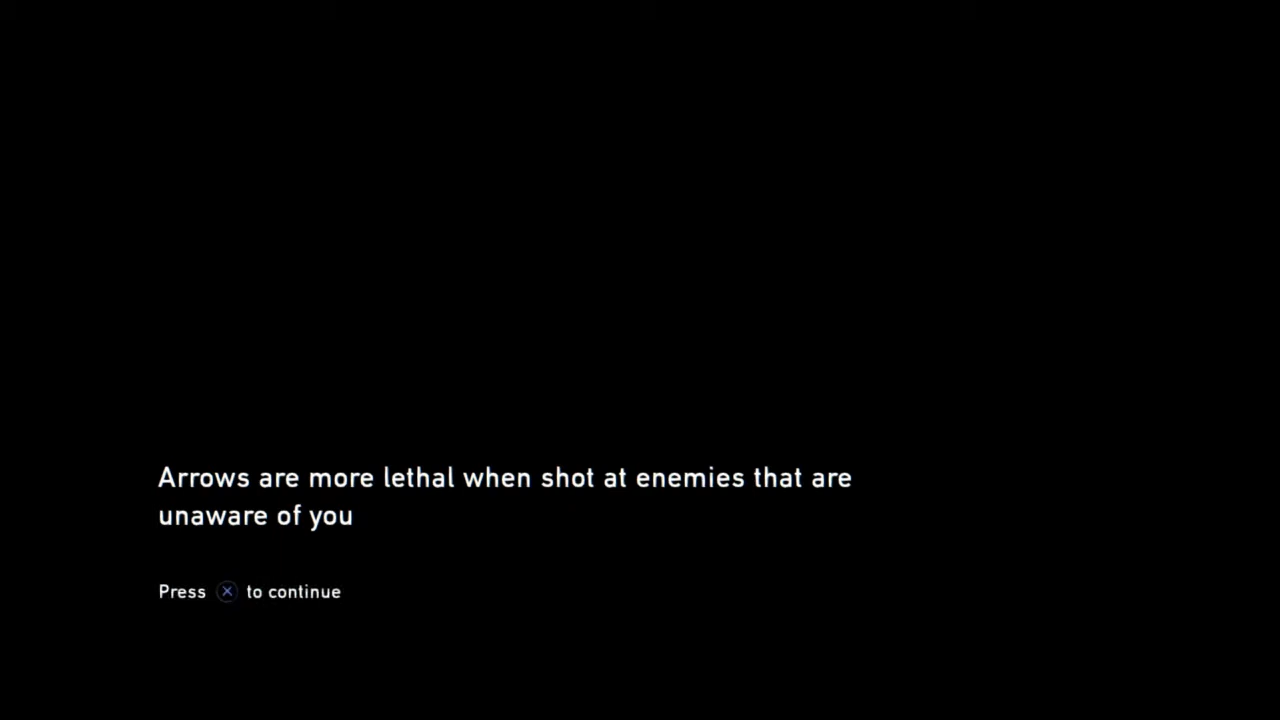 Arrows are more lethal when shot at enemies that are
unaware of you
Press ⓧ to continue